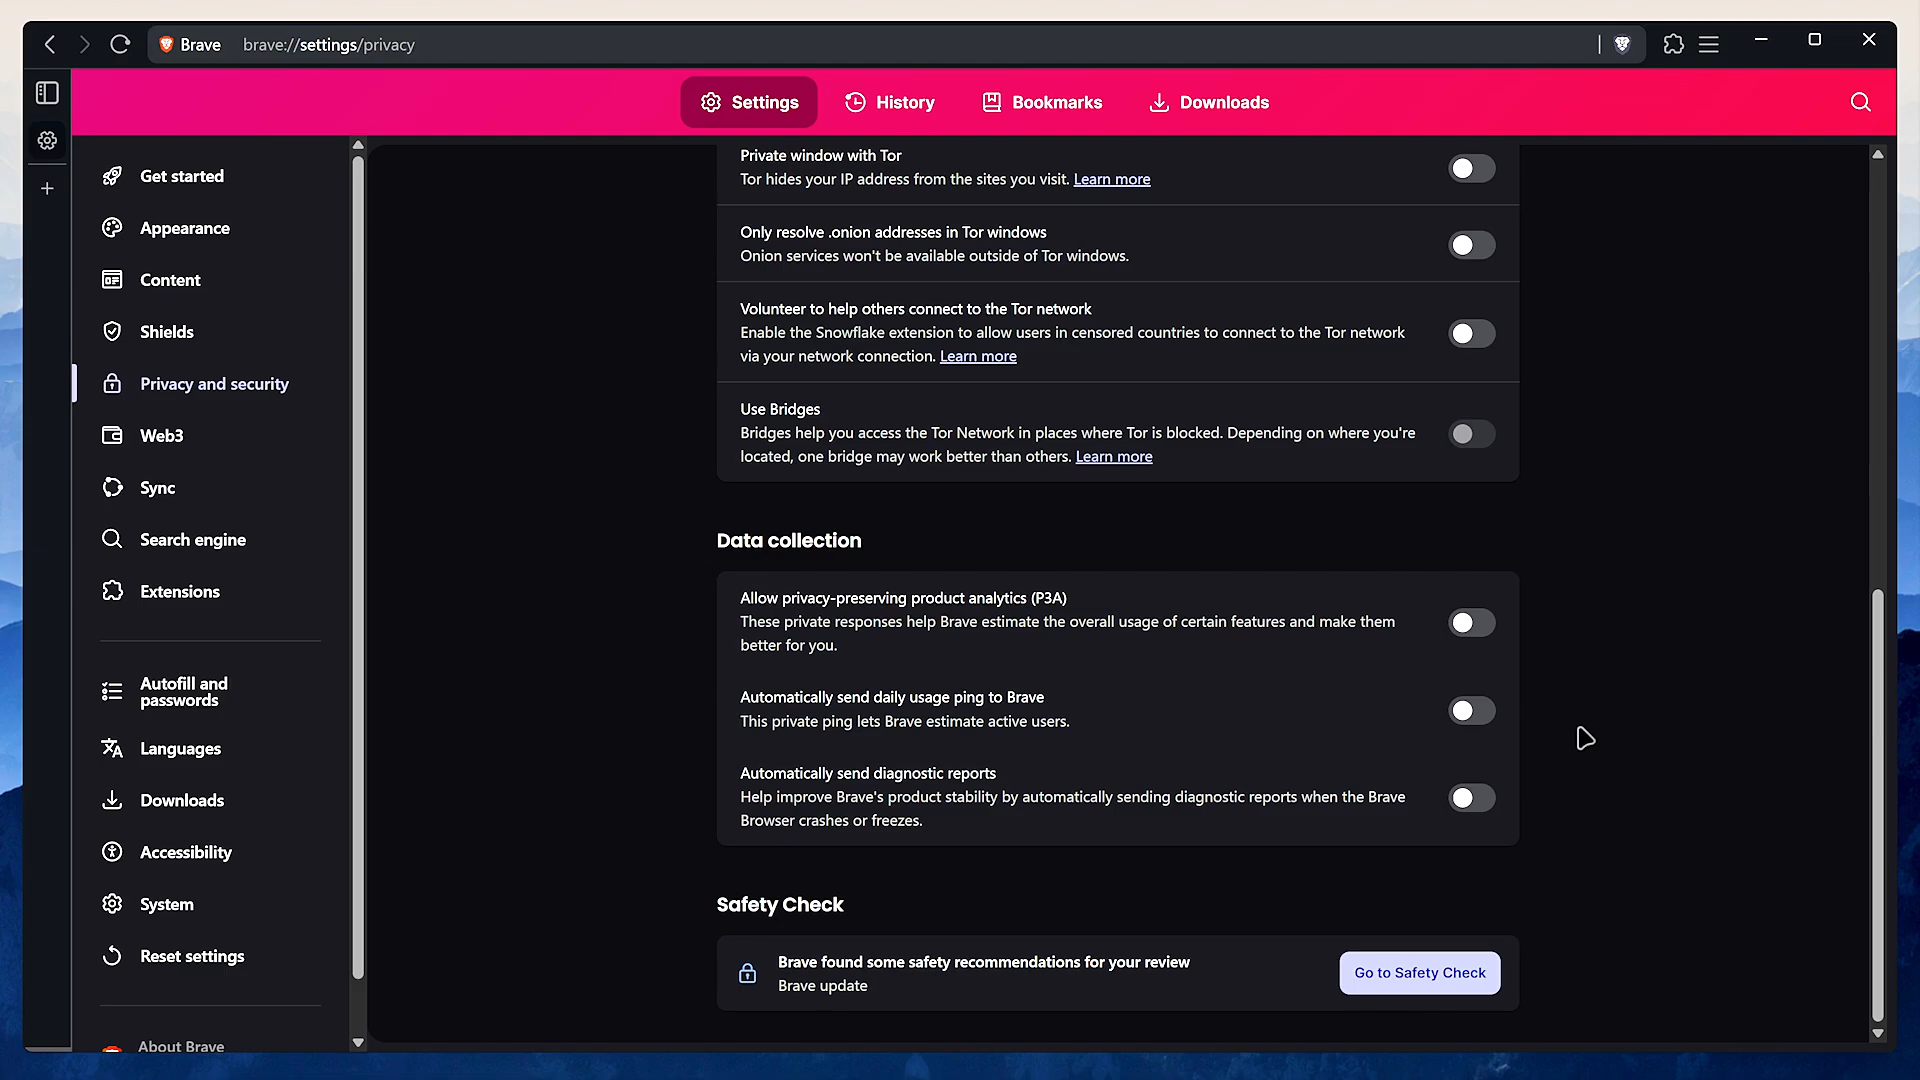 Brave
brave://settings/privacy
Settings
History
Bookmarks
Downloads
Get started
Appearance
Content
Shields
Privacy and security
Web3
Sync
Search engine
Extensions
Autofill and
passwords
Languages
Downloads
Accessibility
System
Reset settings
About Brave
Private window with Tor
Tor hides your IP address from the sites you visit. Learn more
Only resolve .onion addresses in Tor windows
Onion services won't be available outside of Tor windows.
Volunteer to help others connect to the Tor network
Enable the Snowflake extension to allow users in censored countries to connect to the Tor network
via your network connection. Learn more
Use Bridges
Bridges help you access the Tor Network in places where Tor is blocked. Depending on where you're
located, one bridge may work better than others. Learn more
Data collection
Allow privacy-preserving product analytics (P3A)
These private responses help Brave estimate the overall usage of certain features and make them
better for you.
Automatically send daily usage ping to Brave
This private ping lets Brave estimate active users.
Automatically send diagnostic reports
Help improve Brave's product stability by automatically sending diagnostic reports when the Brave
Browser crashes or freezes.
Safety Check
Brave found some safety recommendations for your review
Brave update
Go to Safety Check